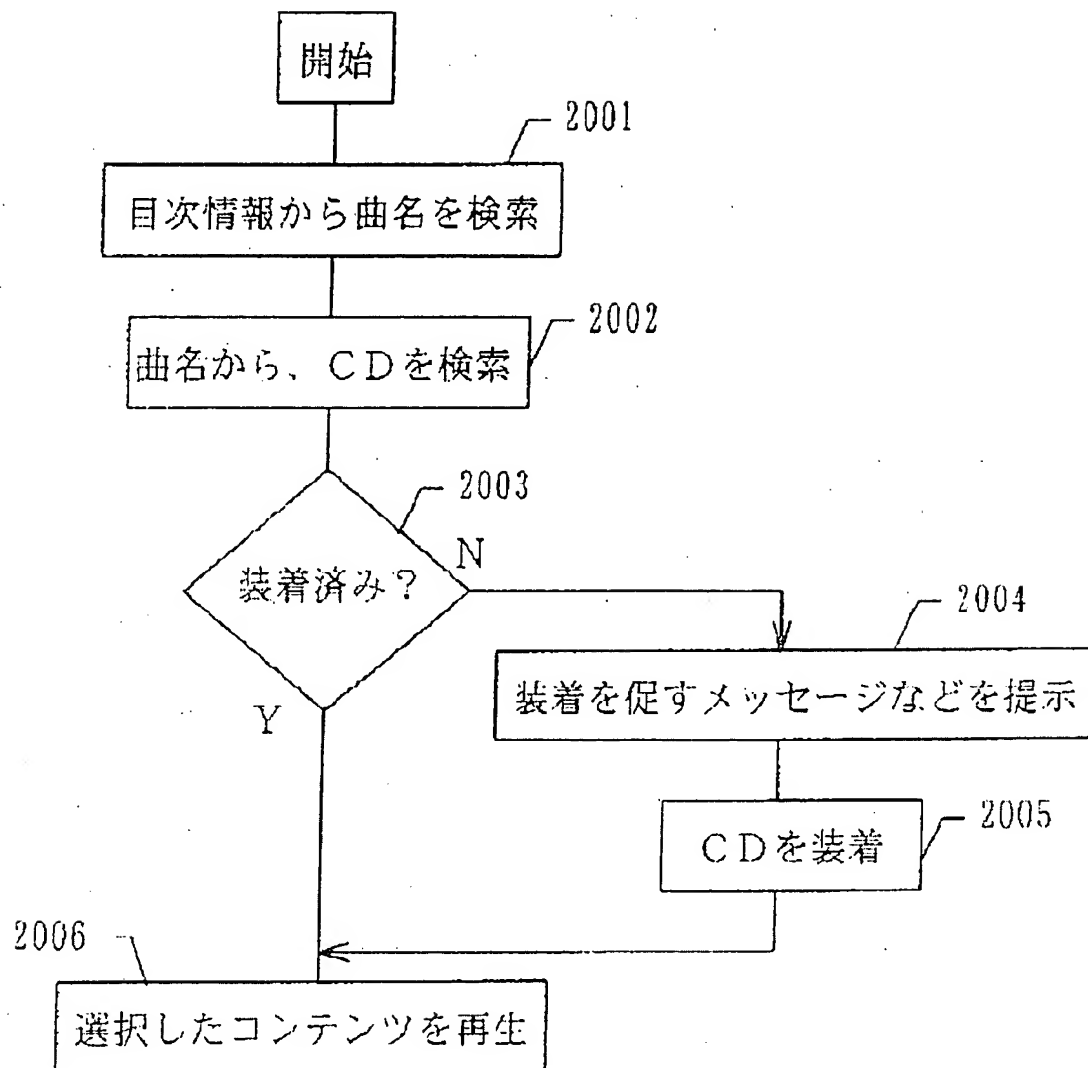 開始
2001
目次情報から曲名を検索
2002
曲名から、CDを検索
2003
装着済み?
N
Y
2004
装着を促すメッセージなどを提示
2005
CDを装着
2006
選択したコンテンツを再生